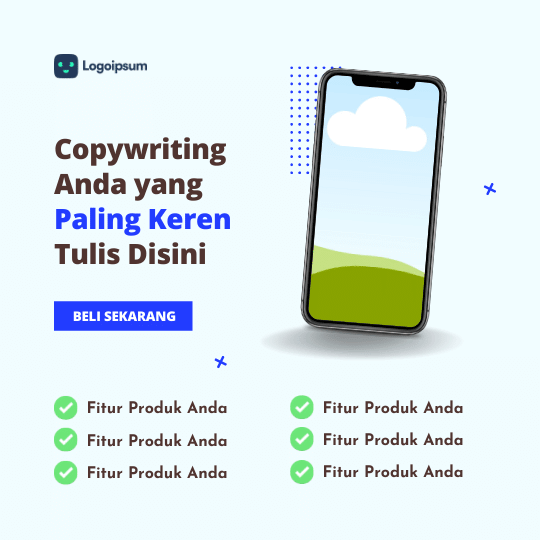 Logoipsum
Copywriting
Anda yang
Paling Keren
Tulis Disini
BELI SEKARANG
Fitur Produk Anda
Fitur Produk Anda
Fitur Produk Anda
Fitur Produk Anda
Fitur Produk Anda
Fitur Produk Anda